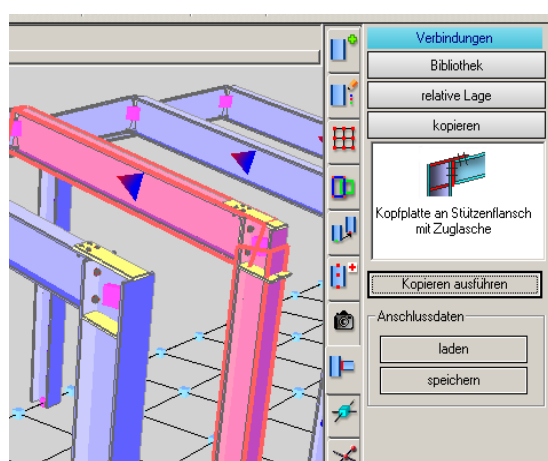 Verbindungen
Bibliothek
relative Lage
kopieren
Kopfplatte an Stützenflansch
mit Zuglasche
Kopieren ausführen
Anschlussdaten
laden
speichern